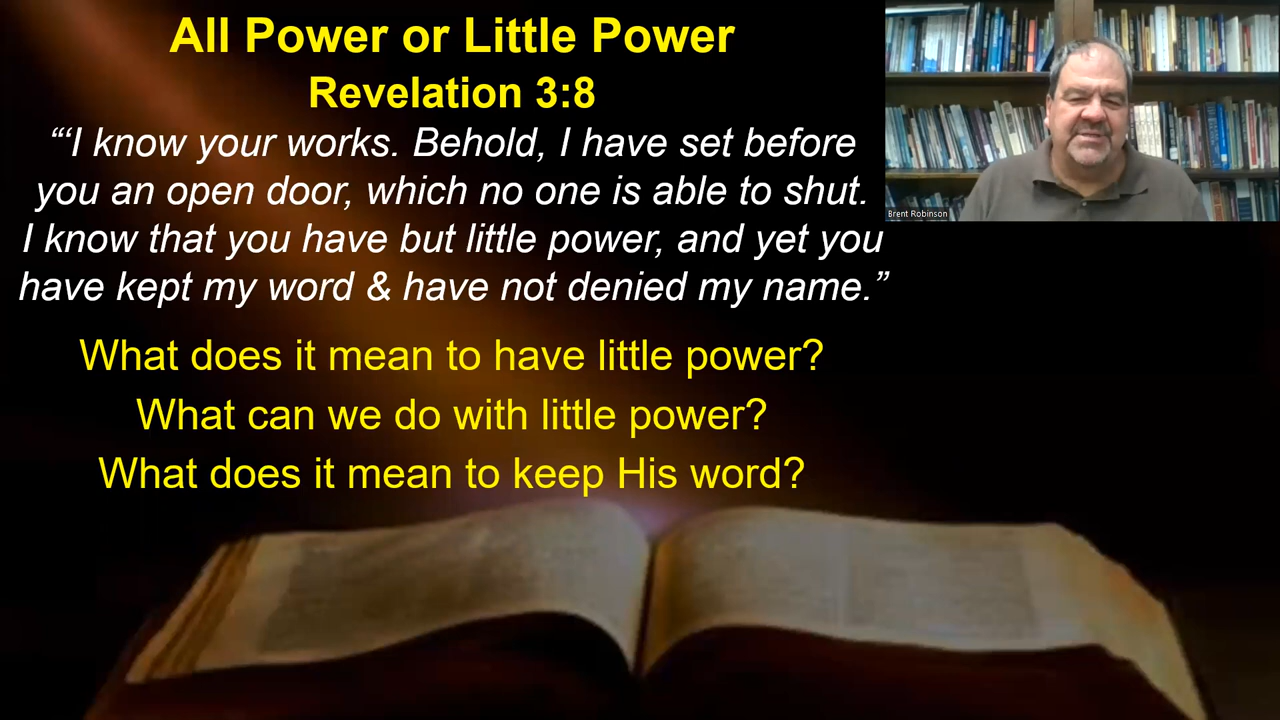 All Power or Little Power
Revelation 3:8
“‘I know your works. Behold, I have set before
you an open door, which no one is able to shut.
I know that you have but little power, and yet you
have kept my word & have not denied my name.”
What does it mean to have little power?
What can we do with little power?
What does it mean to keep His word?
Brent Robinson